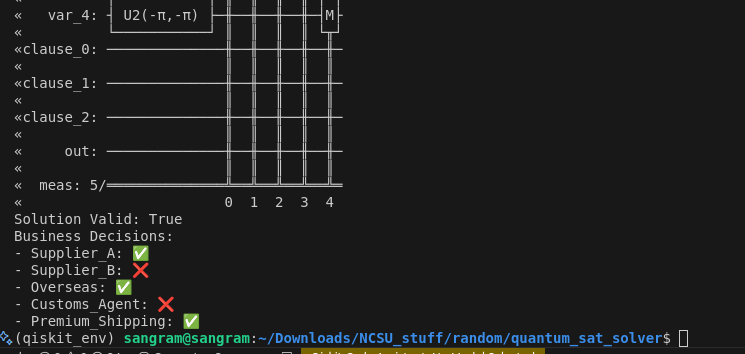 « var_4: ┤ U2(-π,-π) ├╫──╫──╫──╫─┤M├
«
«clause_0:
«
«clause_1:
«
«clause_2:
«
« out:
«
« meas: 5/
« 0 1 2 3 4
Solution Valid: True
Business Decisions:
- Supplier_A: ✅
- Supplier_B: ❌
- Overseas: ✅
- Customs_Agent: ❌
- Premium_Shipping: ✅
(qiskit_env) sangram@sangram:~/Downloads/NCSU_stuff/random/quantum_sat_solver$